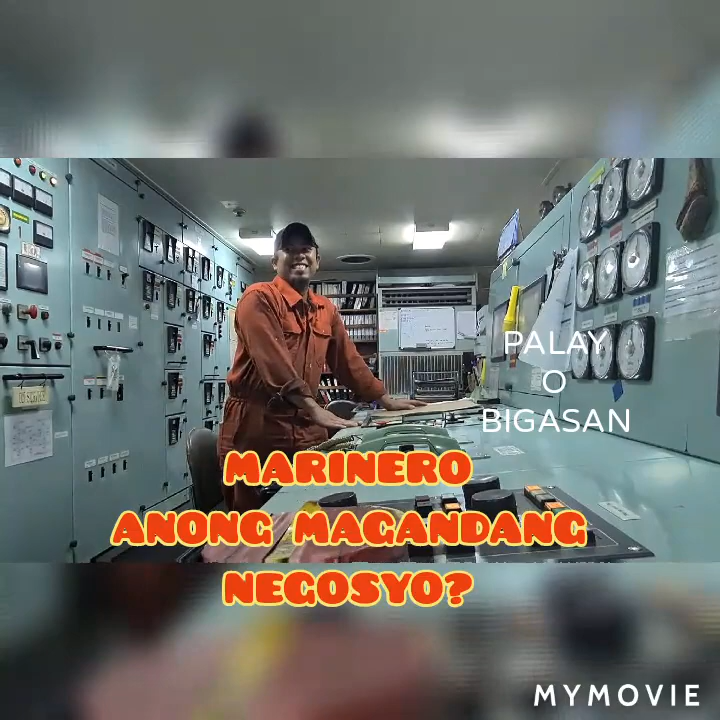 PALAY
O
BIGASAN
MARINERO
ANONG MAGANDANG
NEGOSYO?
MYMOVIE